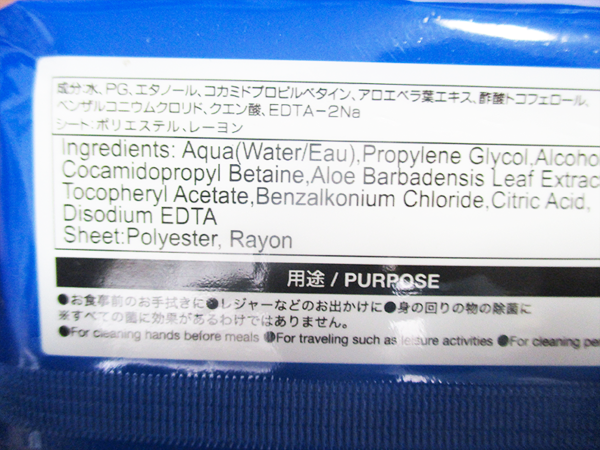 成分:水、PG、エタノール、コカミドプロピルベタイン、アロエベラ葉エキス、酢酸トコフェロール、
ベンザルコニウムクロリド、クエン酸、EDTA-2Na
シート:ポリエステル、レーヨン
Ingredients: Aqua(Water/Eau),Propylene Glycol,Alcohol
Cocamidopropyl Betaine,Aloe Barbadensis Leaf Extract
Tocopheryl Acetate,Benzalkonium Chloride,Citric Acid,
Disodium EDTA
Sheet:Polyester, Rayon
用途 / PURPOSE
●お食事前のお手拭きに●レジャーなどのお出かけに●身の回りの物の除菌に
※すべての菌に効果があるわけではありません。
●For cleaning hands before meals ●For traveling such as leisure activities ●For cleaning per